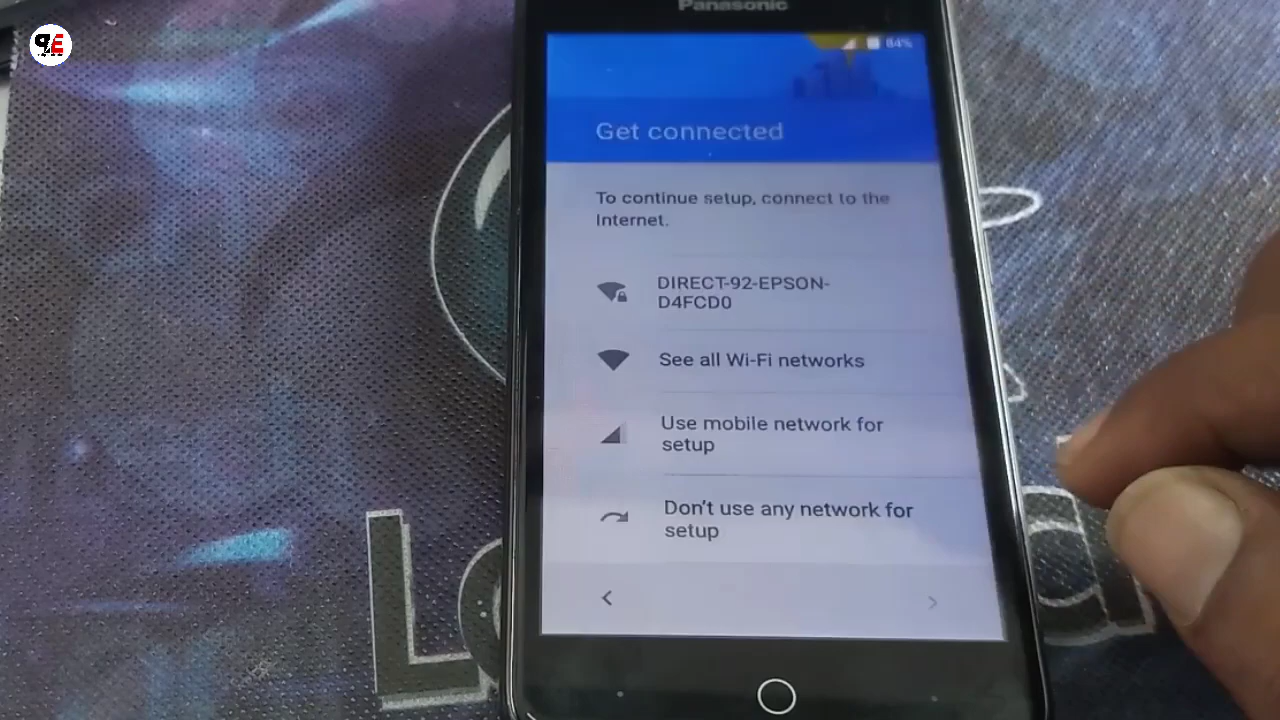 Panasonic
84%
Get connected
To continue setup, connect to the
Internet.
DIRECT-92-EPSON-
D4FCD0
See all Wi-Fi networks
Use mobile network for
setup
Don't use any network for
setup